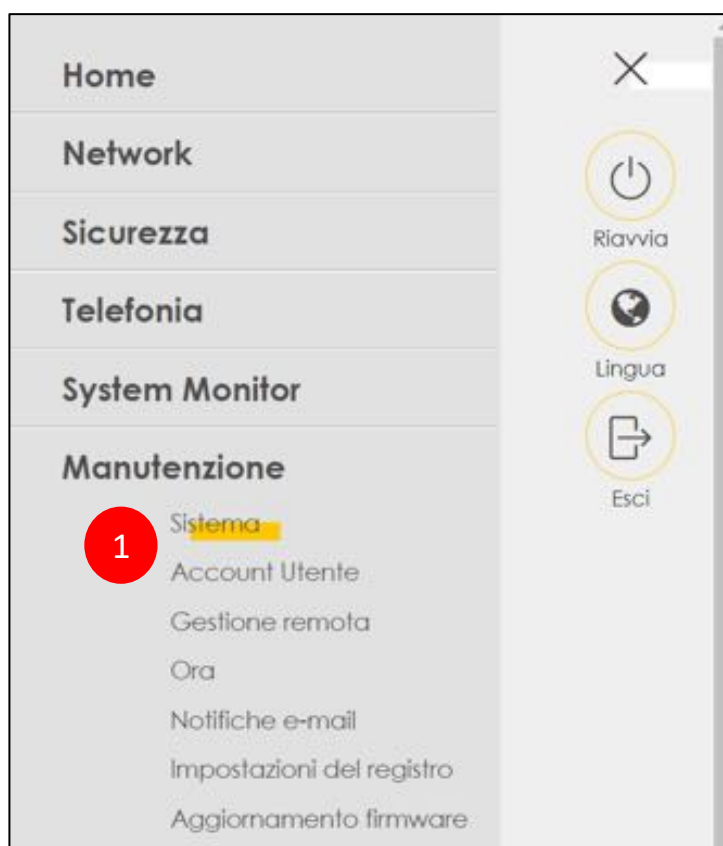 Home
Network
Sicurezza
Telefonia
System Monitor
Manutenzione
1
Sistema
Account Utente
Gestione remota
Ora
Notifiche e-mail
Impostazioni del registro
Aggiornamento firmware
Riavvia
Lingua
Esci